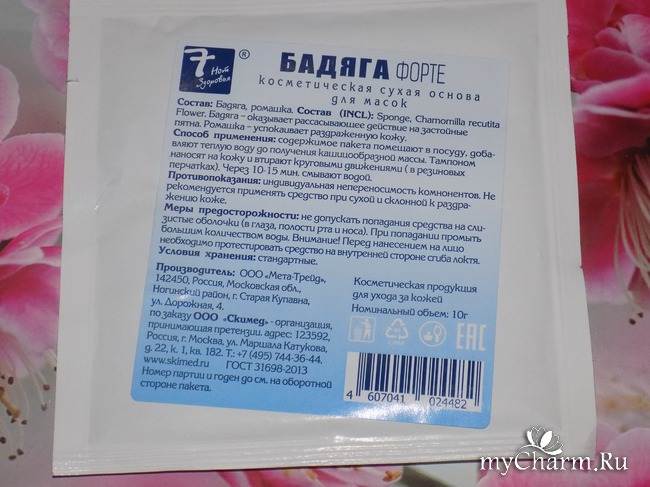 7 Нот Здоровья ®
БАДЯГА ФОРТЕ
косметическая сухая основа
для масок
Состав: Бадяга, ромашка. Состав (INCL): Sponge, Chamomilla recutita
Flower. Бадяга – оказывает рассасывающее действие на застойные
пятна. Ромашка – успокаивает раздраженную кожу.
Способ применения: содержимое пакета помещают в посуду, доба-
вляют теплую воду до получения кашицообразной массы. Тампоном
наносят на кожу и втирают круговыми движениями ( в резиновых
перчатках). Через 10-15 мин. смывают водой.
Противопоказания: индивидуальная непереносимость компонентов. Не
рекомендуется применять средство при сухой и склонной к раздра-
жению коже.
Меры предосторожности: не допускать попадания средства на сли-
зистые оболочки (в глаза, полости рта и носа). При попадании промыть
большим количеством воды. Внимание! Перед нанесением на лицо
необходимо протестировать средство на внутренней стороне сгиба локтя.
Условия хранения: стандартные.
Производитель: ООО «Мета-Трейд»,
142450, Россия, Московская обл.,
Ногинский район, г. Старая Купавна,
ул. Дорожная, 4.
по заказу ООО «Скимед»- организация,
принимающая претензии. адрес: 123592,
Россия, г. Москва, ул. Маршала Катукова,
д. 22, к. 1, кв. 182. Т.: +7 (495) 744-36-44,
www.skimed.ru ГОСТ 31698-2013
Номер партии и годен до см. на оборотной
стороне пакета.
Косметическая продукция
для ухода за кожей
Номинальный объем: 10г
EAC
4 607041 024482
myCharm.Ru